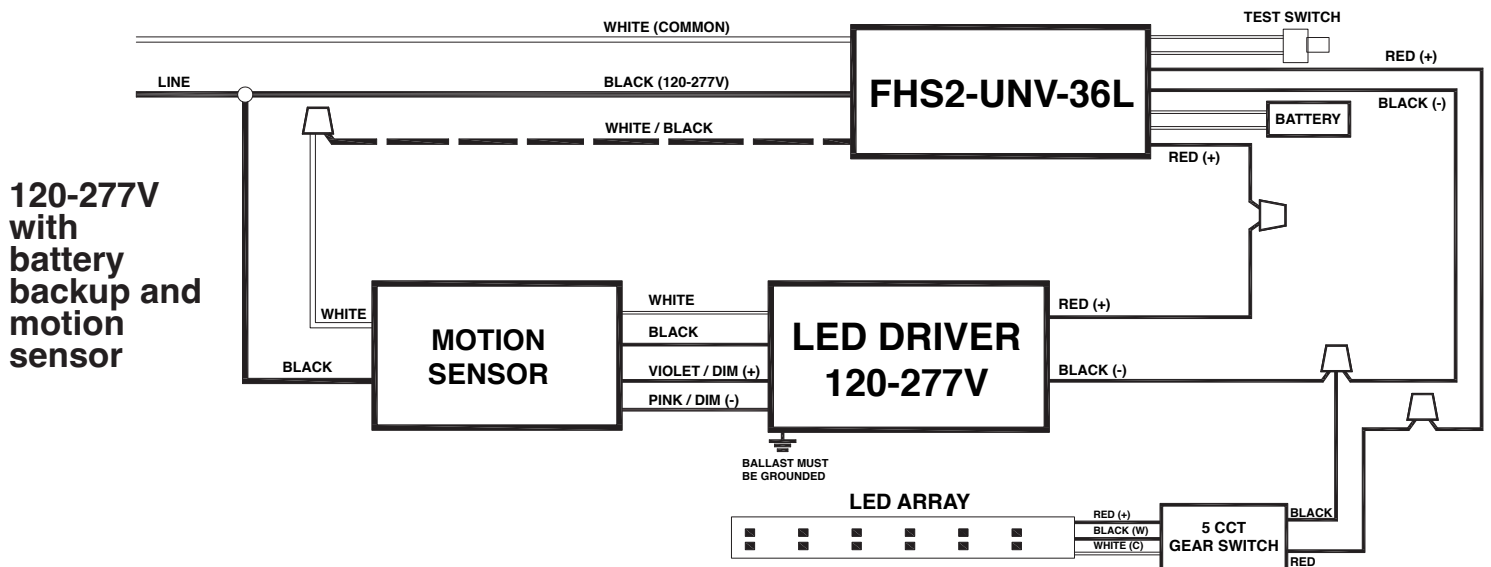 WHITE (COMMON)
TEST SWITCH
RED (+)
LINE
BLACK (120-277V)
FHS2-UNV-36L
BLACK (-)
BATTERY
WHITE / BLACK
RED (+)
120-277V
with
battery
backup and
motion
sensor
WHITE
BLACK
MOTION
SENSOR
WHITE
BLACK
VIOLET / DIM (+)
PINK / DIM (-)
LED DRIVER
120-277V
RED (+)
BLACK (-)
BALLAST MUST
BE GROUNDED
LED ARRAY
RED (+)
BLACK (W)
WHITE (C)
5 CCT
GEAR SWITCH
BLACK
RED